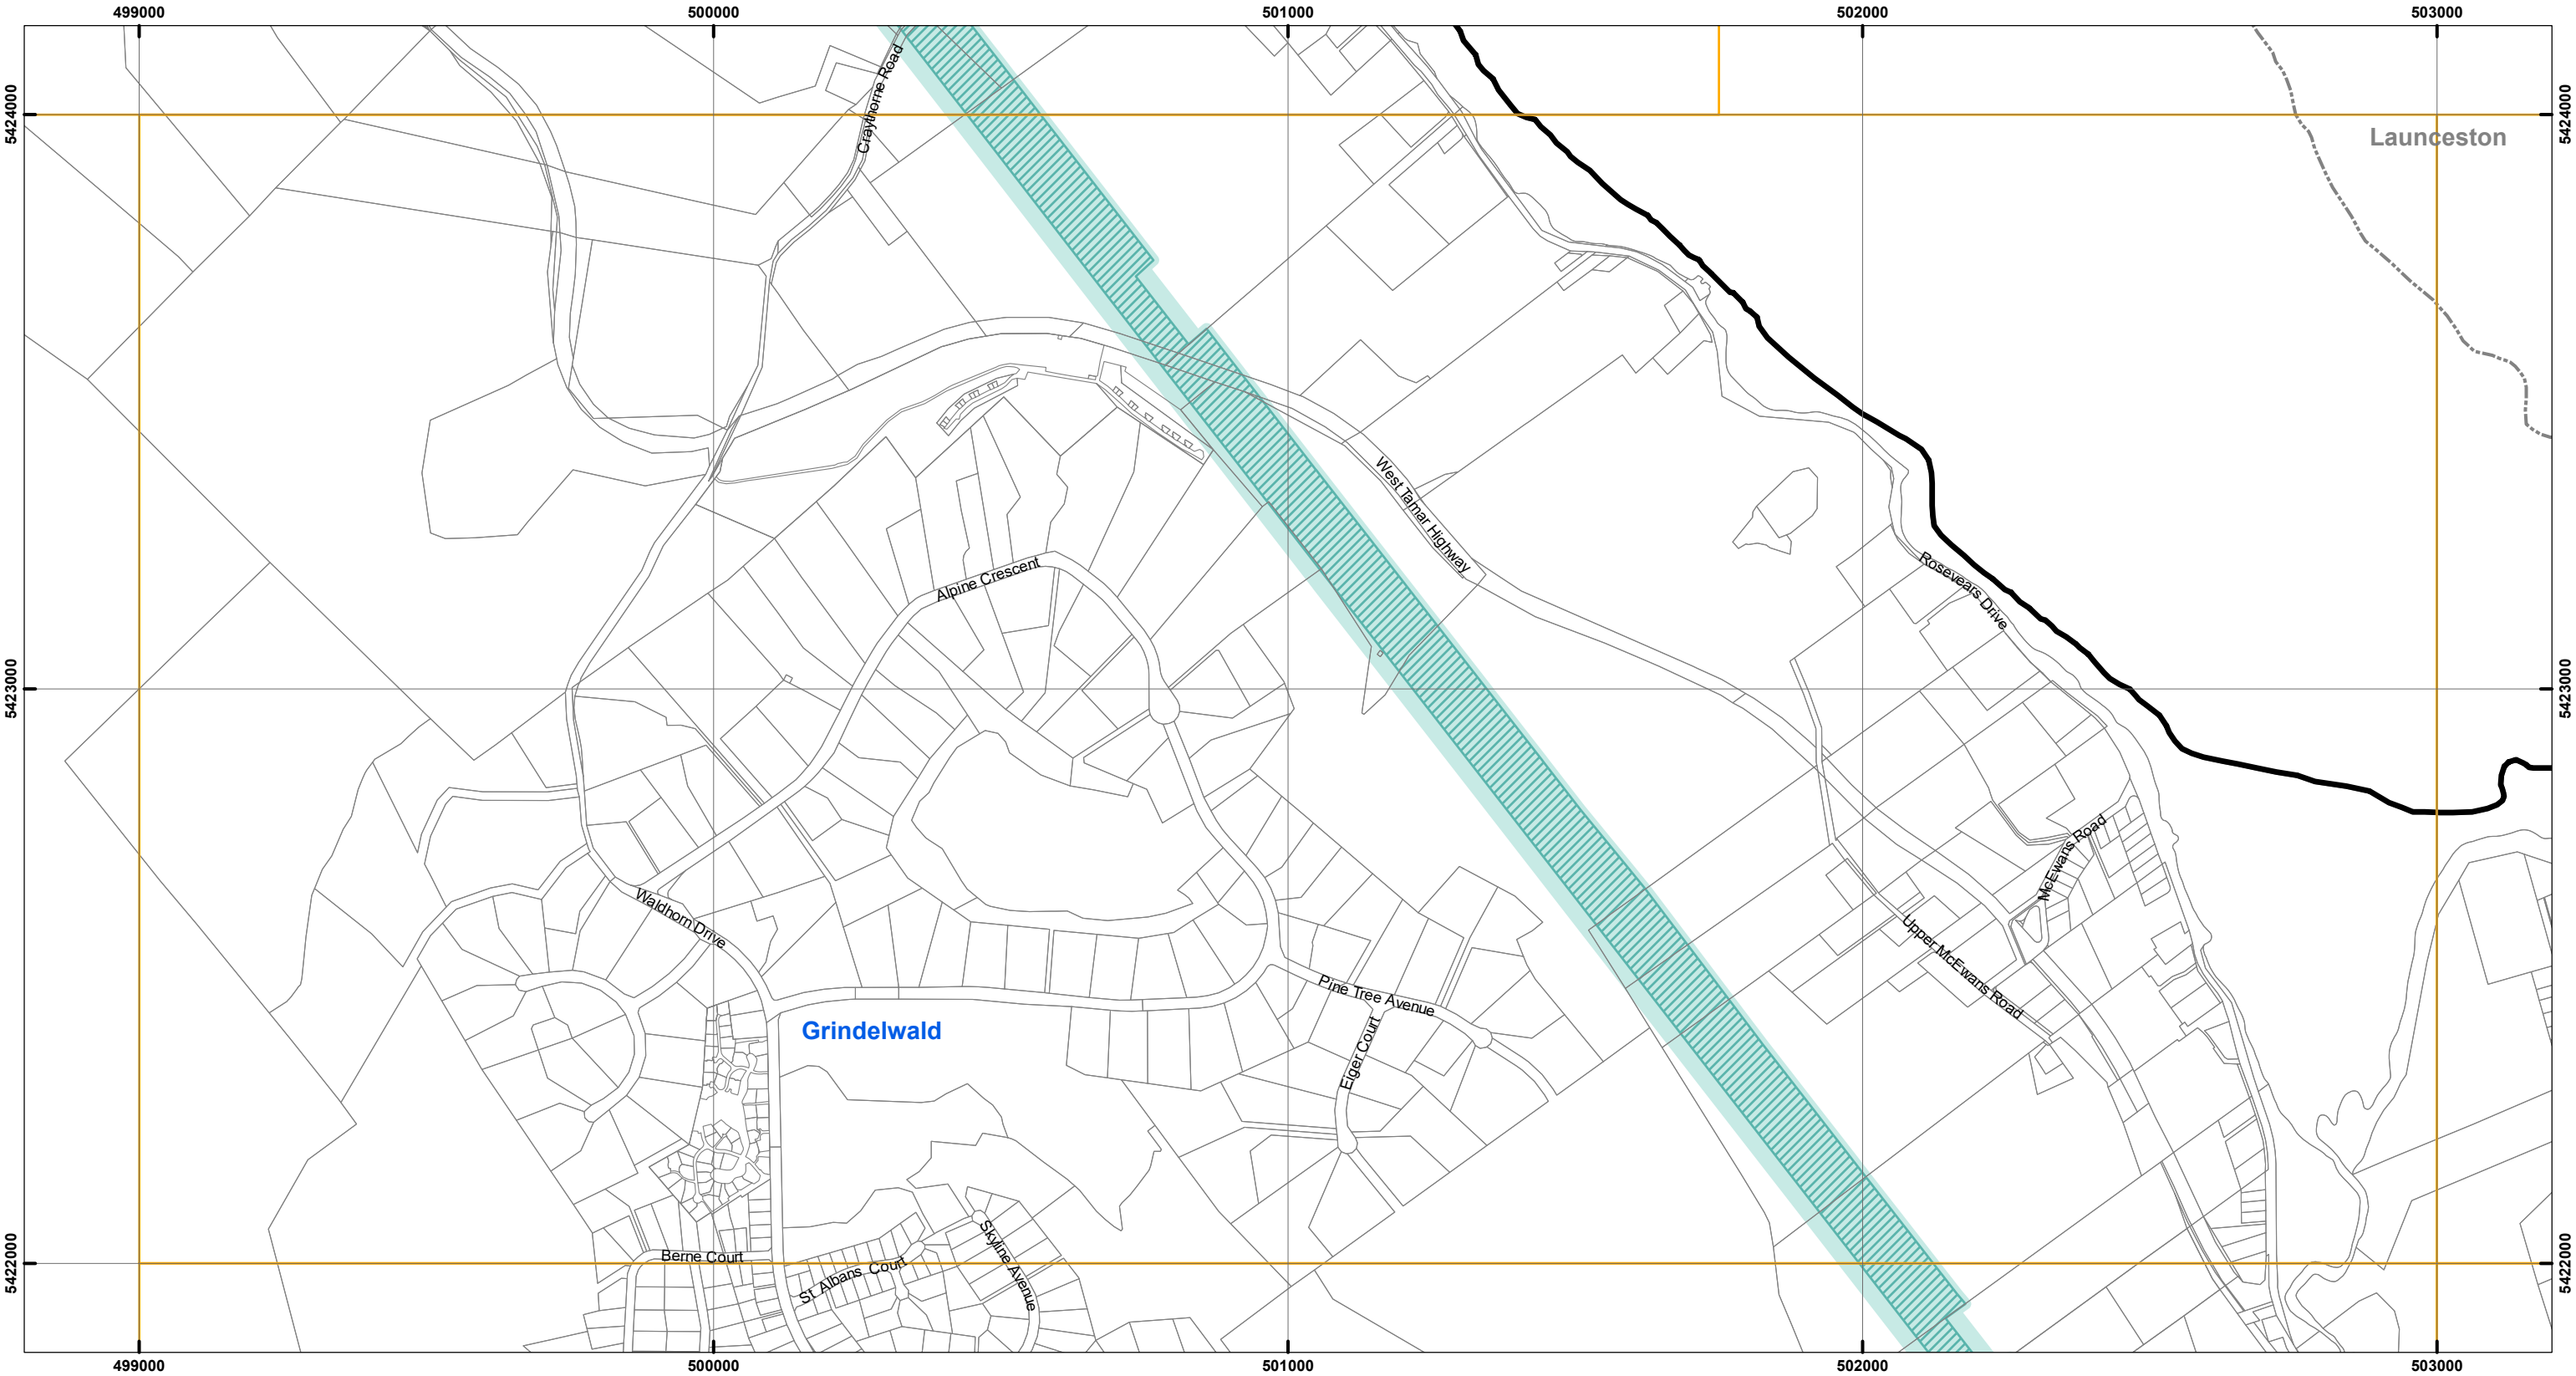 499000
500000
501000
502000
503000
5424000
5424000
Craythorne Road
Launceston
West Tamar Highway
Alpine Crescent
Rosevears Drive
5423000
5423000
McEwans Road
Waldhorn Drive
Upper McEwans Road
Pine Tree Avenue
Grindelwald
Eiger Court
Skyline Avenue
Berne Court
St Albans Court
5422000
5422000
499000
500000
501000
502000
503000